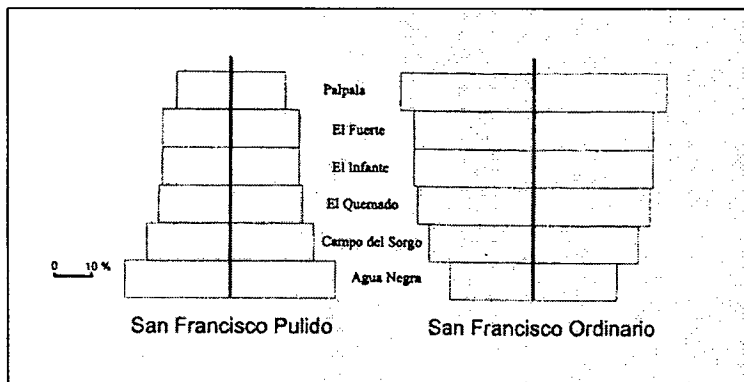 Palpala
El Fuerte
El Infante
El Quemado
Campo del Sorgo
0 10 %
Agua Negra
San Francisco Pulido
San Francisco Ordinario